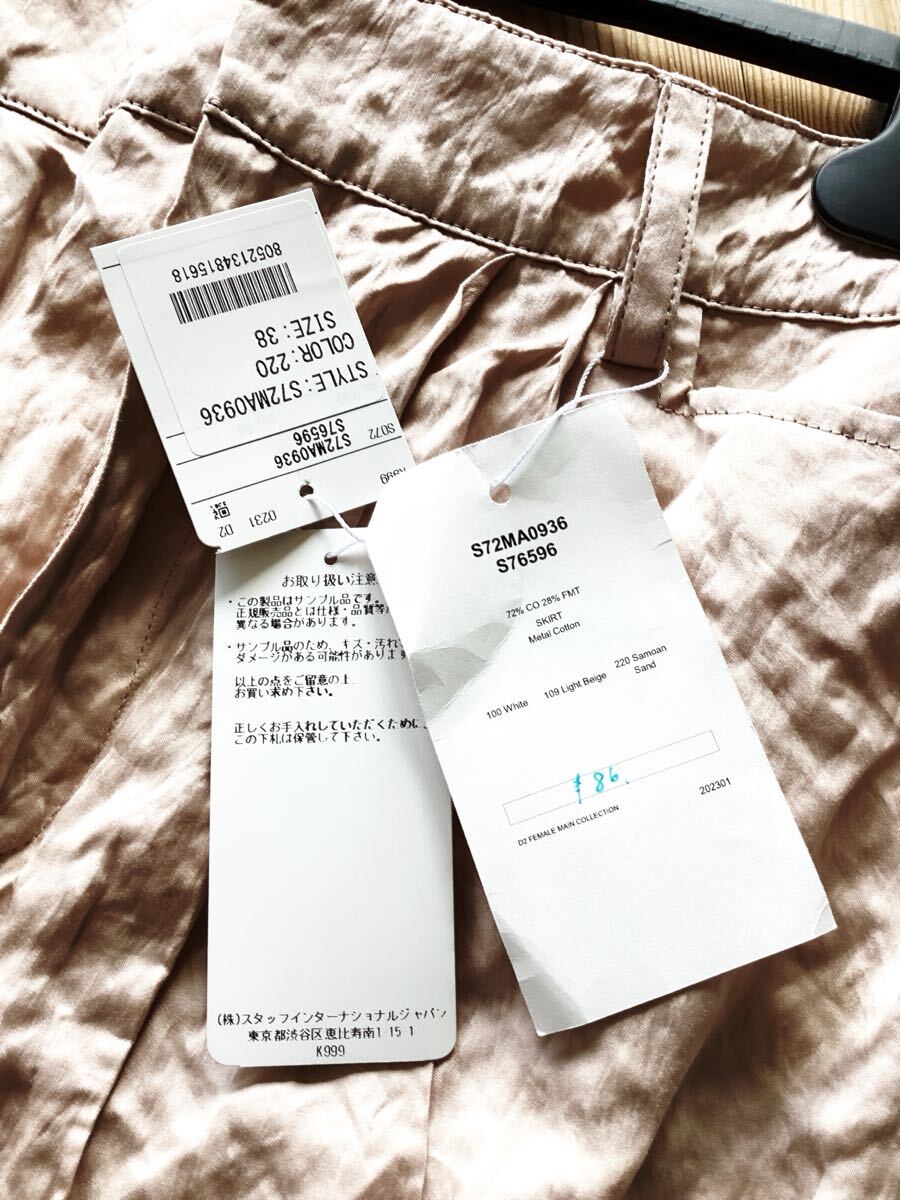 8052134815618
SIZE: 38
COLOR: 220
STYLE: S72MA0936
S76596
S72MA0936
S072
K999
0231
D2
お取り扱い注意
・この製品はサンプル品です。
正規販売品とは仕様・品質等
異なる場合があります。
・サンプル品のため、キズ・汚れ
ダメージがある可能性があります
以上の点をご留意の上、
お買い求め下さい。
正しくお手入れしていただくために、
この下札は保管して下さい。
(株)スタッフインターナショナルジャパン
東京都渋谷区恵比寿南1 15 1
K999
S72MA0936
S76596
72% CO 28% FMT
SKIRT
Metal Cotton
100 White 109 Light Beige 220 Samoan Sand
86.
D2 FEMALE MAIN COLLECTION 202301